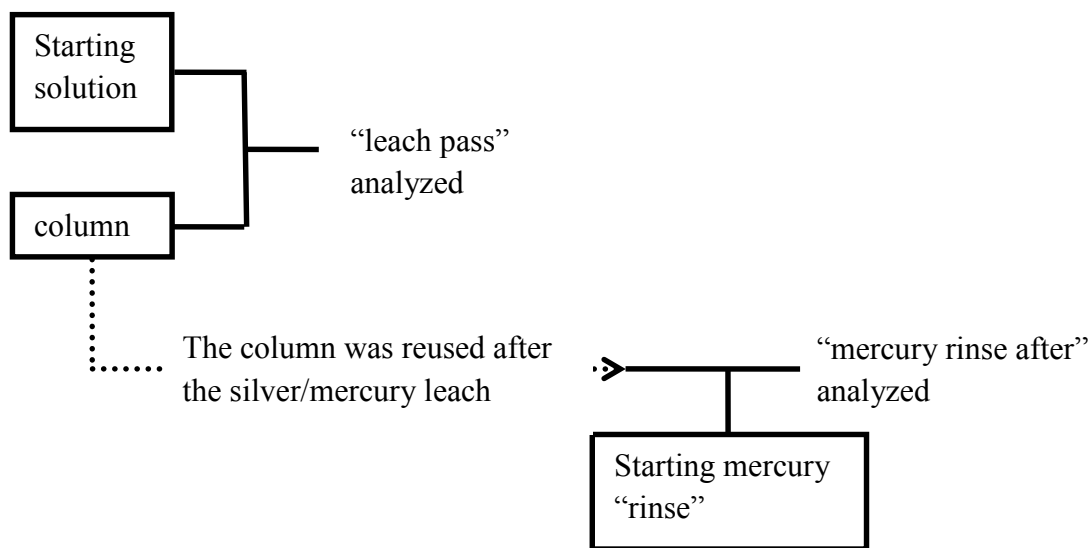 Starting
solution
“leach pass”
analyzed
column
The column was reused after
the silver/mercury leach
“mercury rinse after”
analyzed
Starting mercury
“rinse”